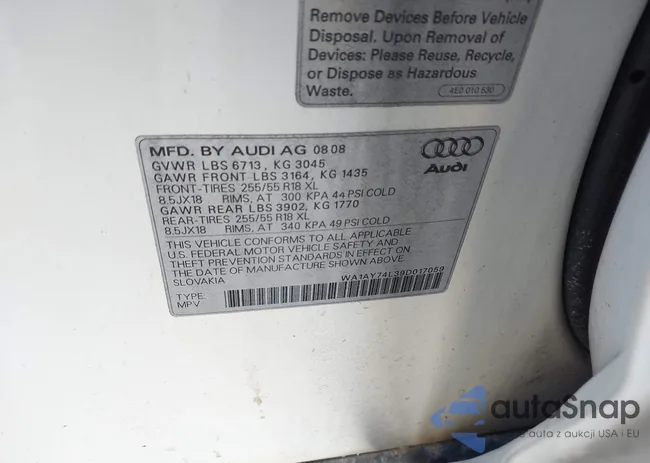 Remove Devices Before Vehicle
Disposal. Upon Removal of
Devices: Please Reuse, Recycle,
or Dispose as Hazardous
Waste.
4E0 010 530
MFD. BY AUDI AG 08 08
GVWR LBS 6713 , KG 3045
GAWR FRONT LBS 3164, KG 1435
FRONT-TIRES 255/55 R18 XL
8.5JX18 RIMS, AT 300 KPA 44 PSI COLD
GAWR REAR LBS 3902, KG 1770
REAR-TIRES 255/55 R18 XL
8.5JX18 RIMS, AT 340 KPA 49 PSI COLD
THIS VEHICLE CONFORMS TO ALL APPLICABLE
U.S. FEDERAL MOTOR VEHICLE SAFETY AND
THEFT PREVENTION STANDARDS IN EFFECT ON
THE DATE OF MANUFACTURE SHOWN ABOVE.
SLOVAKIA
WA1AY74L39D017059
TYPE:
MPV
Audi
autoSnap
auta z aukcji USA i EU